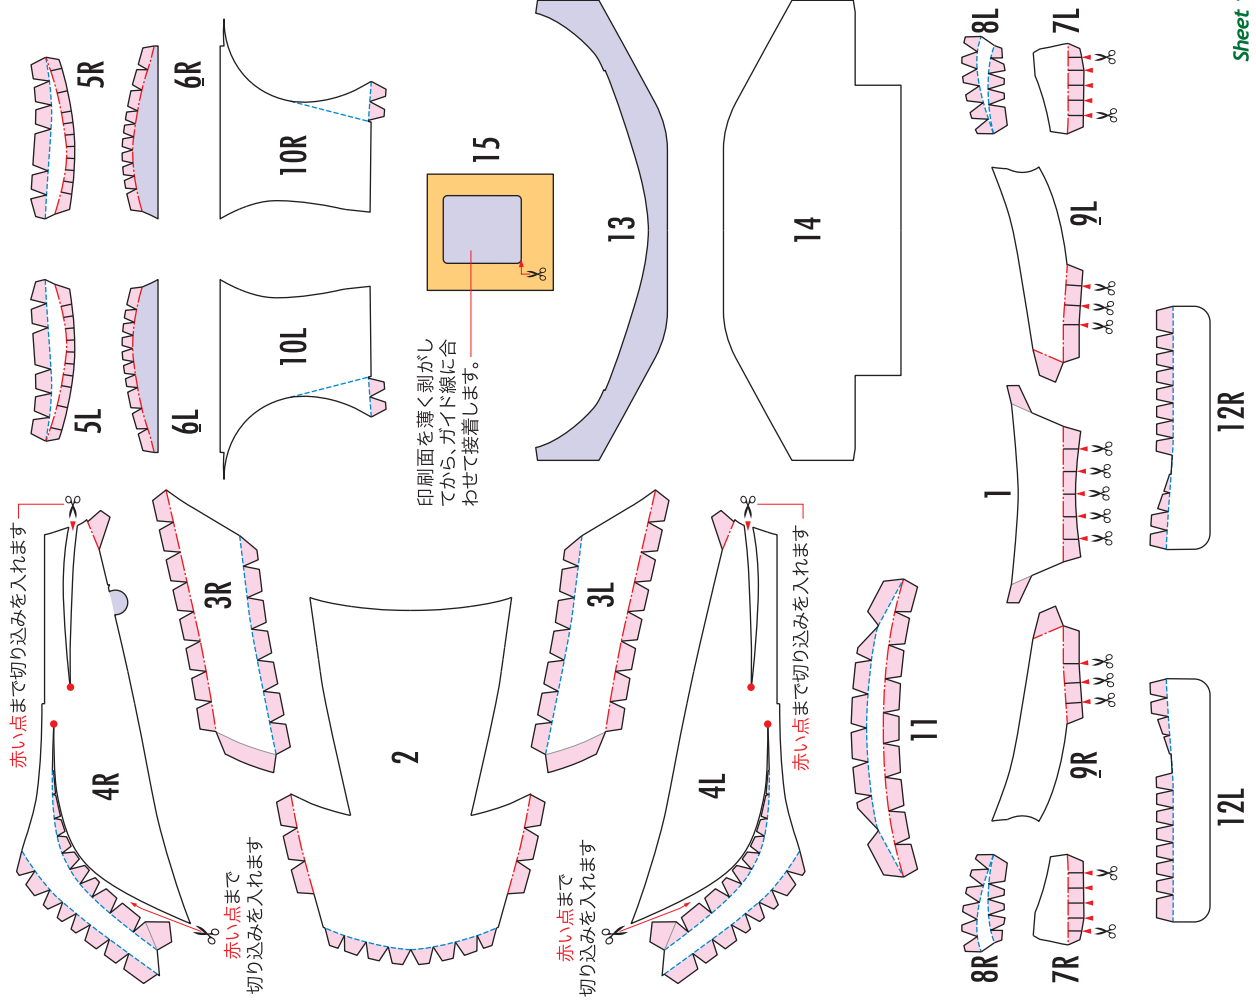 5R
6R
10R
15
13
14
8L
7L
9L
Sheet
5L
6L
10L
印刷面を薄く剥がし
てから、ガイド線に合
わせて接着します。
1
12R
赤い点まで切り込みを入れます
3R
4R
赤い点まで
切り込みを入れます
2
3L
4L
赤い点まで切り込みを入れます
赤い点まで
切り込みを入れます
11
9R
12L
8R
7R